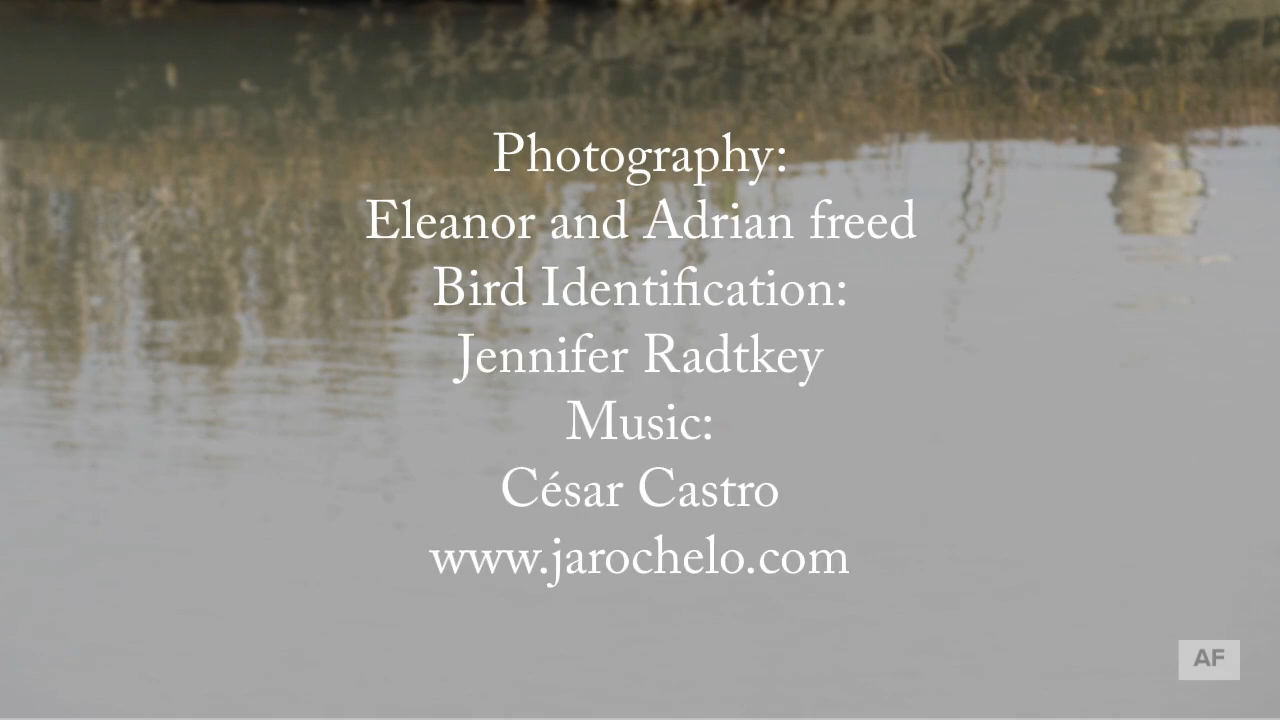 Photography:
Eleanor and Adrian freed
Bird Identification:
Jennifer Radtkey
Music:
César Castro
www.jarochelo.com
AF